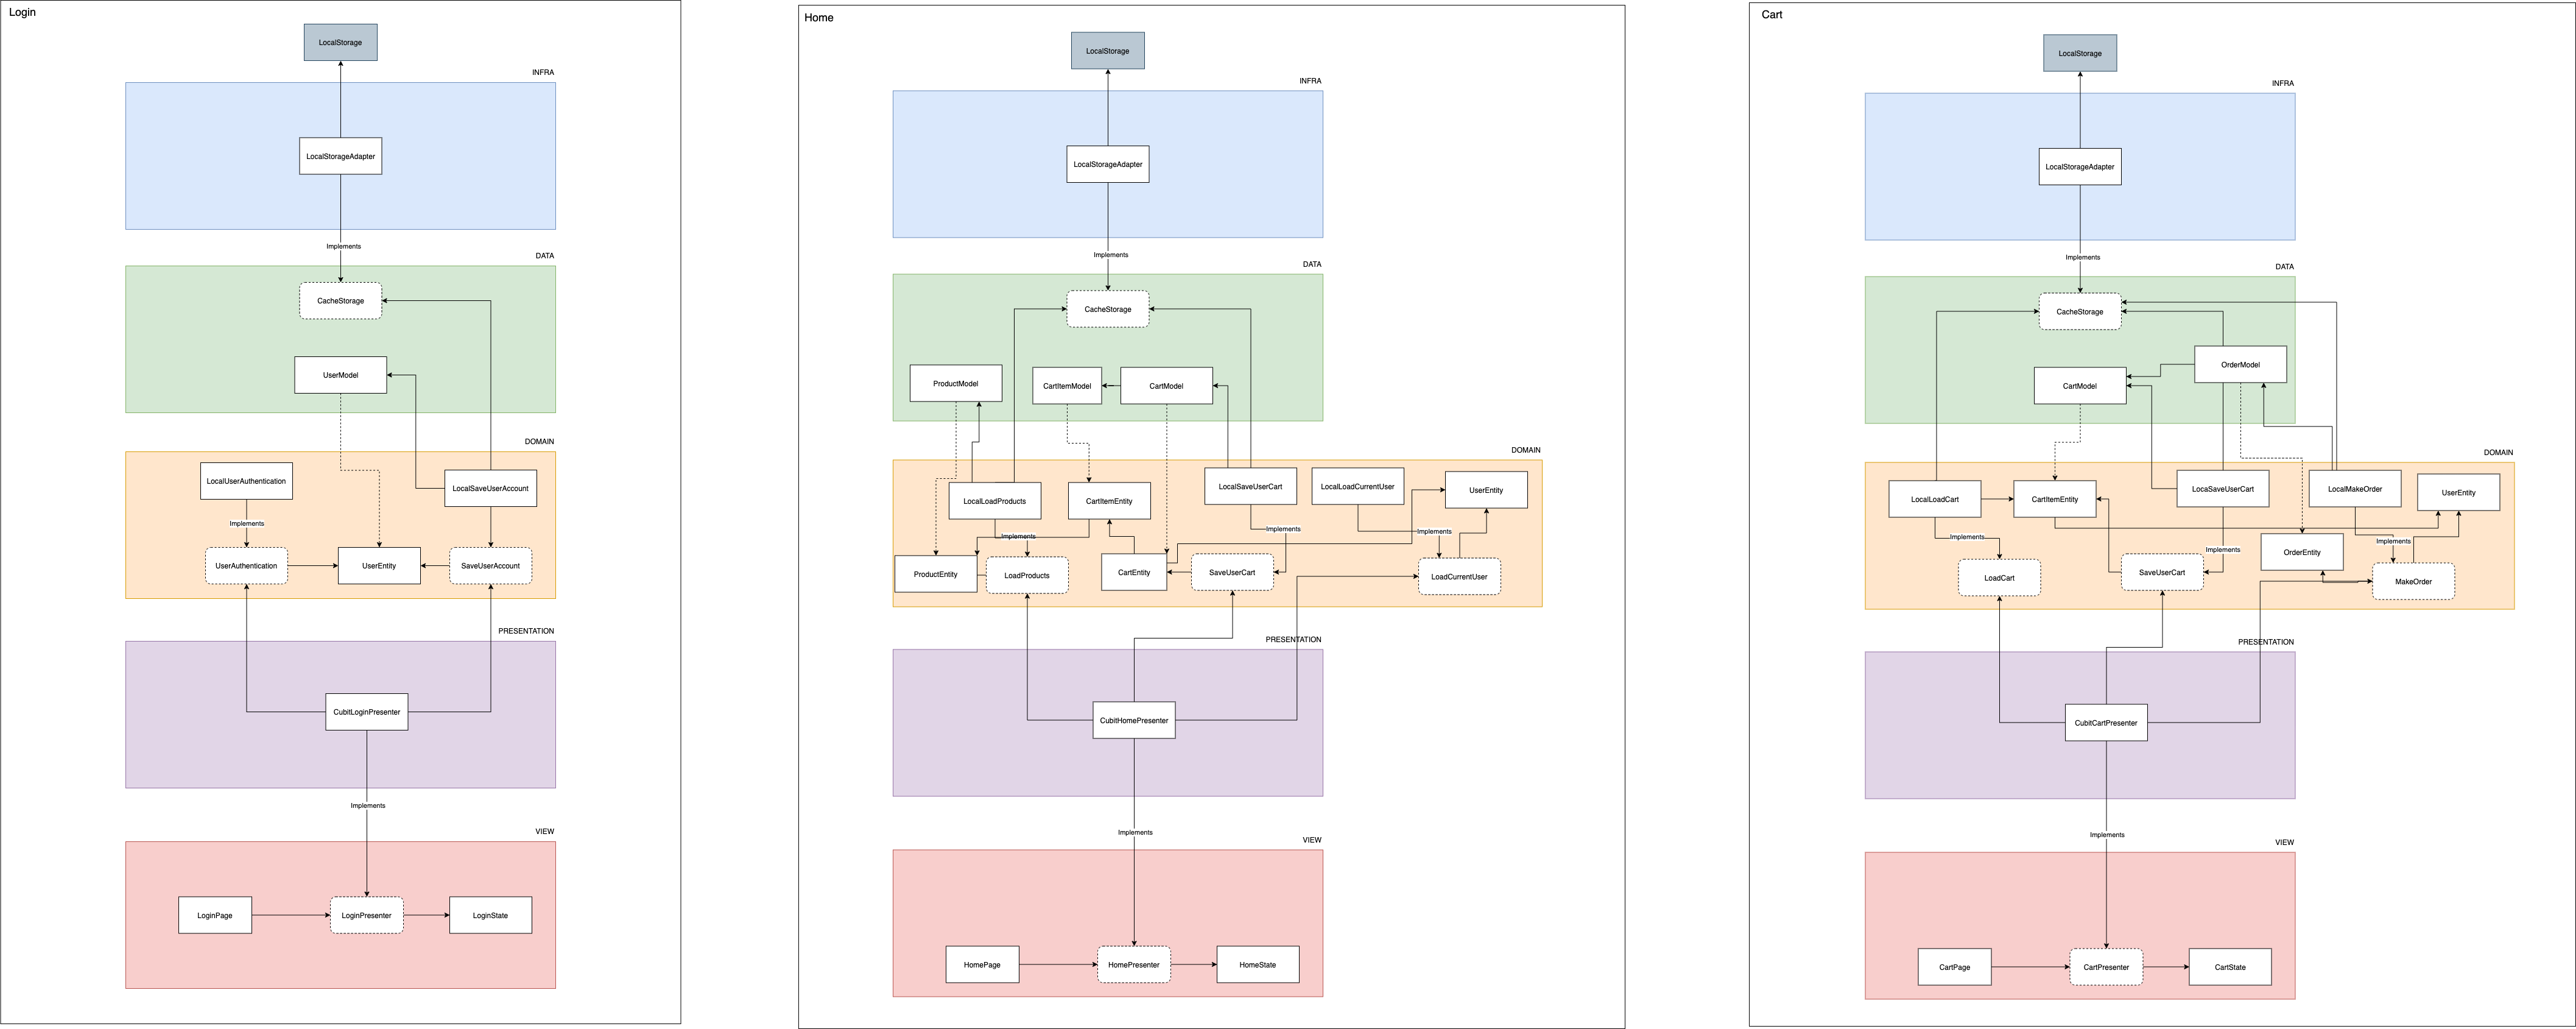 Login
LocalStorage
INFRA
LocalStorageAdapter
Implements
DATA
CacheStorage
UserModel
DOMAIN
LocalUserAuthentication
LocalSaveUserAccount
Implements
UserAuthentication
UserEntity
SaveUserAccount
PRESENTATION
CubitLoginPresenter
Implements
VIEW
LoginPage
LoginPresenter
LoginState
Home
LocalStorage
INFRA
LocalStorageAdapter
Implements
DATA
CacheStorage
ProductModel
CartItemModel
CartModel
DOMAIN
LocalLoadProducts
CartItemEntity
LocalSaveUserCart
LocalLoadCurrentUser
UserEntity
Implements
Implements
Implements
ProductEntity
LoadProducts
CartEntity
SaveUserCart
LoadCurrentUser
PRESENTATION
CubitHomePresenter
Implements
VIEW
HomePage
HomePresenter
HomeState
Cart
LocalStorage
INFRA
LocalStorageAdapter
Implements
DATA
CacheStorage
OrderModel
CartModel
DOMAIN
LocalLoadCart
CartItemEntity
LocaSaveUserCart
LocalMakeOrder
UserEntity
Implements
Implements
Implements
OrderEntity
LoadCart
SaveUserCart
MakeOrder
PRESENTATION
CubitCartPresenter
Implements
VIEW
CartPage
CartPresenter
CartState